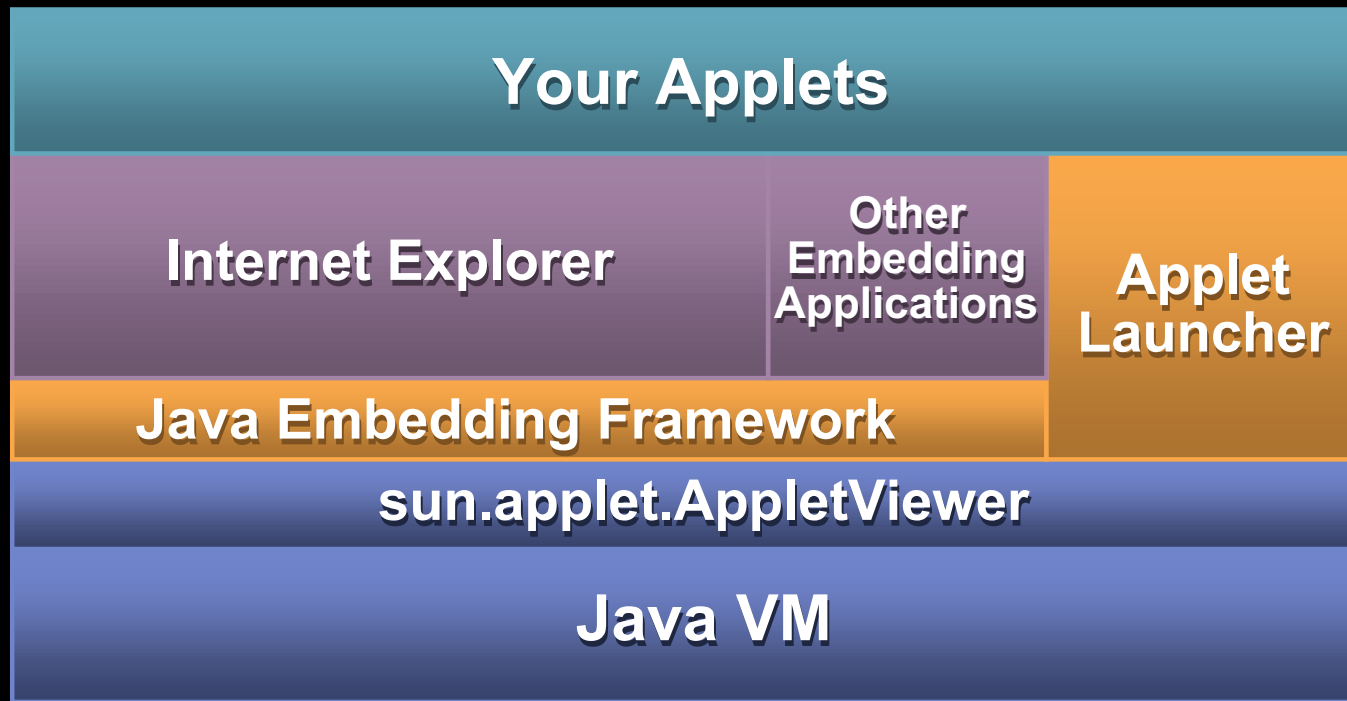 Your Applets
Internet Explorer
Other
Embedding
Applications
Applet
Launcher
Java Embedding Framework
sun.applet.AppletViewer
Java VM